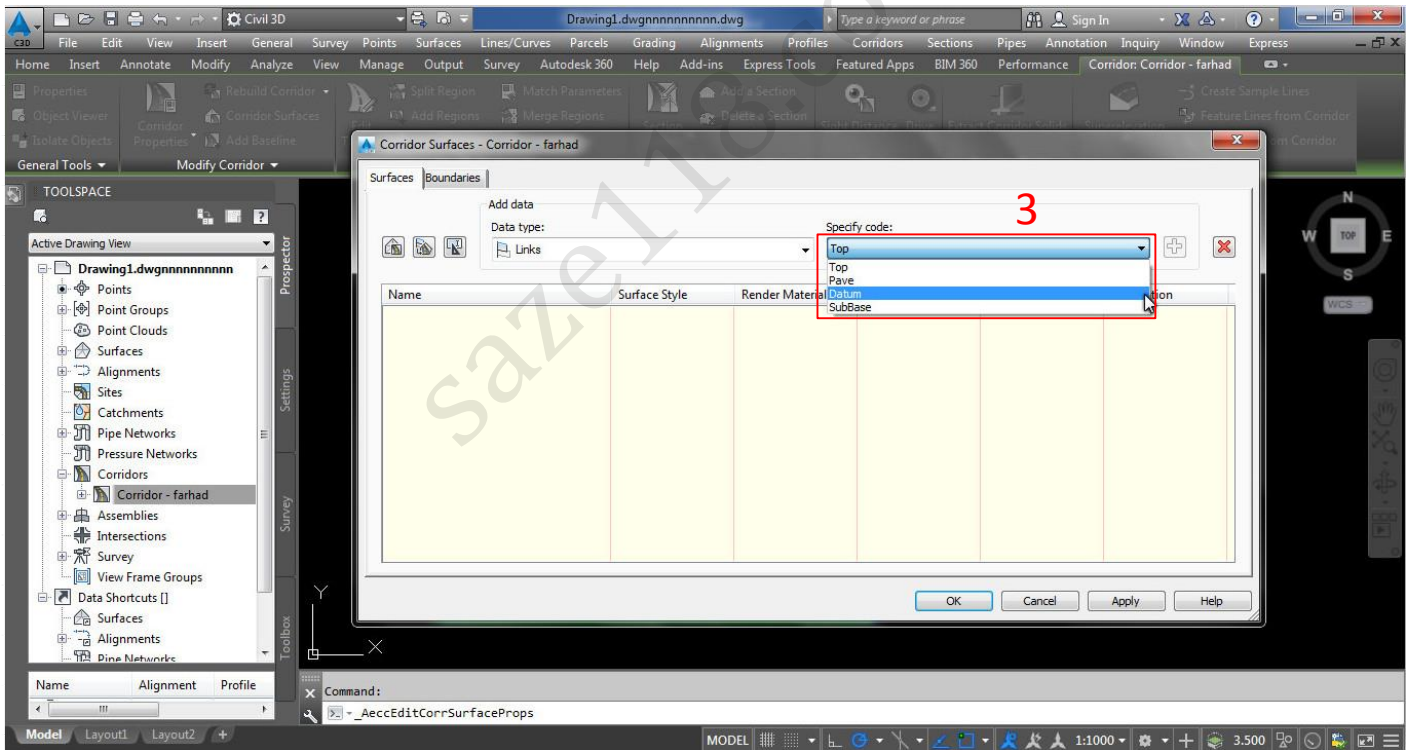 Civil 3D
Drawing1.dwgnnnnnnnnnn.dwg
Type a keyword or phrase
Sign In
C3D File Edit View Insert General Survey Points Surfaces Lines/Curves Parcels Grading Alignments Profiles Corridors Sections Pipes Annotation Inquiry Window Express
Home Insert Annotate Modify Analyze View Manage Output Survey Autodesk 360 Help Add-ins Express Tools Featured Apps BIM 360 Performance Corridor: Corridor - farhad
Properties Rebuild Corridor Split Region Match Parameters Add a Section Create Sample Lines
Object Viewer Corridor Surfaces Add Regions Merge Regions Delete a Section Feature Lines from Corridor
Isolate Objects Corridor Properties Add Baseline
General Tools Modify Corridor
Corridor Surfaces - Corridor - farhad
Surfaces Boundaries
Add data
Data type:
Links
3
Specify code:
Top
Top
Pave
Datum
SubBase
Name Surface Style Render Material
OK Cancel Apply Help
TOOLSPACE
Active Drawing View
Drawing1.dwgnnnnnnnnnn
Points
Point Groups
Point Clouds
Surfaces
Alignments
Sites
Catchments
Pipe Networks
Pressure Networks
Corridors
Corridor - farhad
Assemblies
Intersections
Survey
View Frame Groups
Data Shortcuts []
Surfaces
Alignments
Pipe Networks
Prospector
Settings
Survey
Toolbox
Name Alignment Profile
N
W TOP E
S
WCS
Y
X
Command:
_AeccEditCorrSurfaceProps
Model Layout1 Layout2 +
MODEL 1:1000 3.500